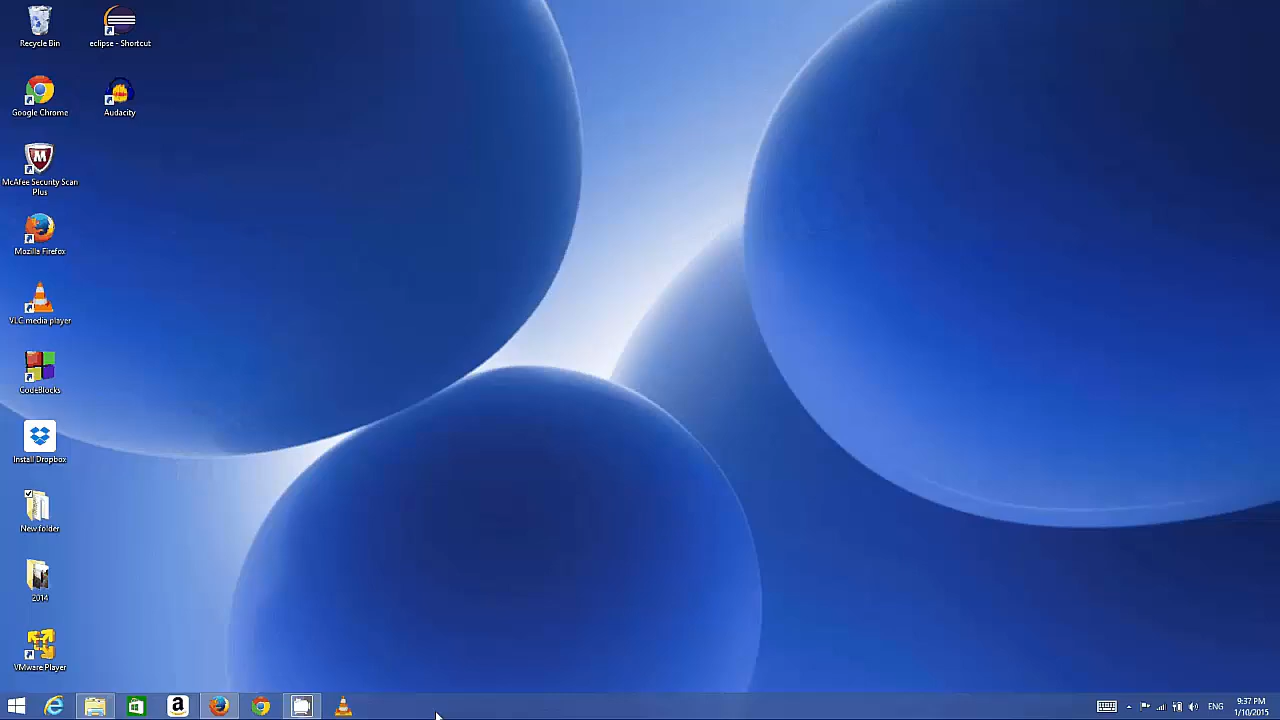 Recycle Bin
eclipse - Shortcut
Google Chrome
Audacity
McAfee Security Scan
Plus
Mozilla Firefox
VLC media player
CodeBlocks
Install Dropbox
New folder
2014
VMware Player
ENG
9:37 PM
1/10/2015